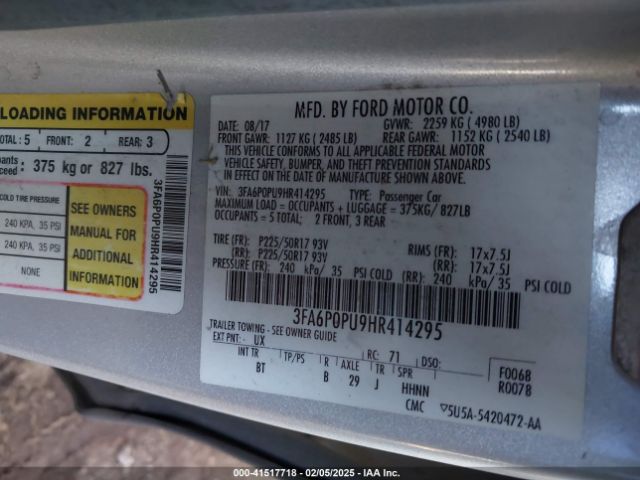 LOADING INFORMATION
TOTAL: 5 FRONT: 2 REAR: 3
375 kg or 827 lbs.
COLD TIRE PRESSURE
240 KPA, 35 PSI
240 KPA, 35 PSI
NONE
SEE OWNERS
MANUAL FOR
ADDITIONAL
INFORMATION
3FA6P0PU9HR414295
MFD. BY FORD MOTOR CO.
DATE: 08/17 GVWR: 2259 KG ( 4980 LB)
FRONT GAWR: 1127 KG ( 2485 LB) REAR GAWR: 1152 KG ( 2540 LB)
THIS VEHICLE CONFORMS TO ALL APPLICABLE FEDERAL MOTOR
VEHICLE SAFETY, BUMPER, AND THEFT PREVENTION STANDARDS
IN EFFECT ON THE DATE OF MANUFACTURE SHOWN ABOVE.
VIN: 3FA6P0PU9HR414295 TYPE: Passenger Car
MAXIMUM LOAD = OCCUPANTS + LUGGAGE = 375KG/ 827LB
OCCUPANTS = 5 TOTAL: 2 FRONT, 3 REAR
TIRE (FR): P225/50R17 93V RIMS (FR): 17x7.5J
(RR): P225/50R17 93V (RR): 17x7.5J
PRESSURE (FR): 240 kPa/ 35 PSI COLD (RR): 240 kPa/ 35 PSI COLD
3FA6P0PU9HR414295
TRAILER TOWING - SEE OWNER GUIDE
EXT PNT: UX RC: 71 DSO:
INT TR TP/PS R AXLE TR SPR
BT B 29 J HHNN
F0068
R0078
CMC 5U5A-5420472-AA
000-41517718 - 02/05/2025 - IAA Inc.